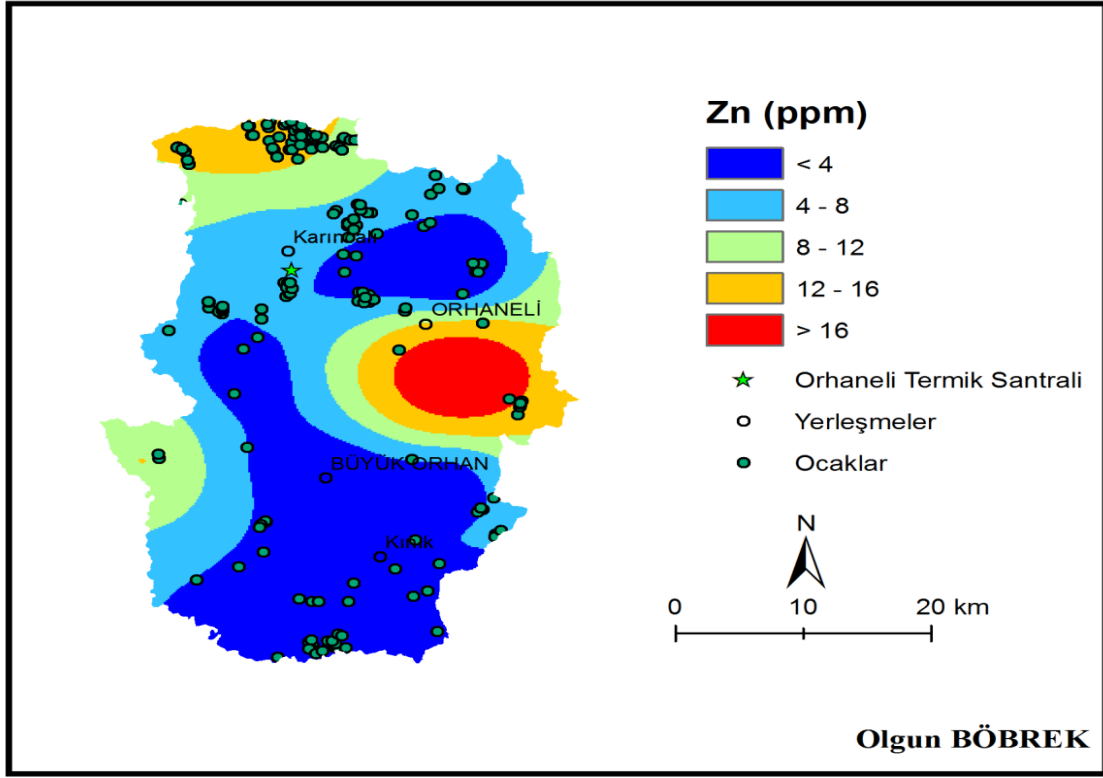 Zn (ppm)
< 4
4 - 8
8 - 12
12 - 16
> 16
Orhaneli Termik Santrali
Yerleşmeler
Ocaklar
Karıncalı
ORHANELİ
BÜYÜK ORHAN
Kınık
N
0 10 20 km
Olgun BÖBREK